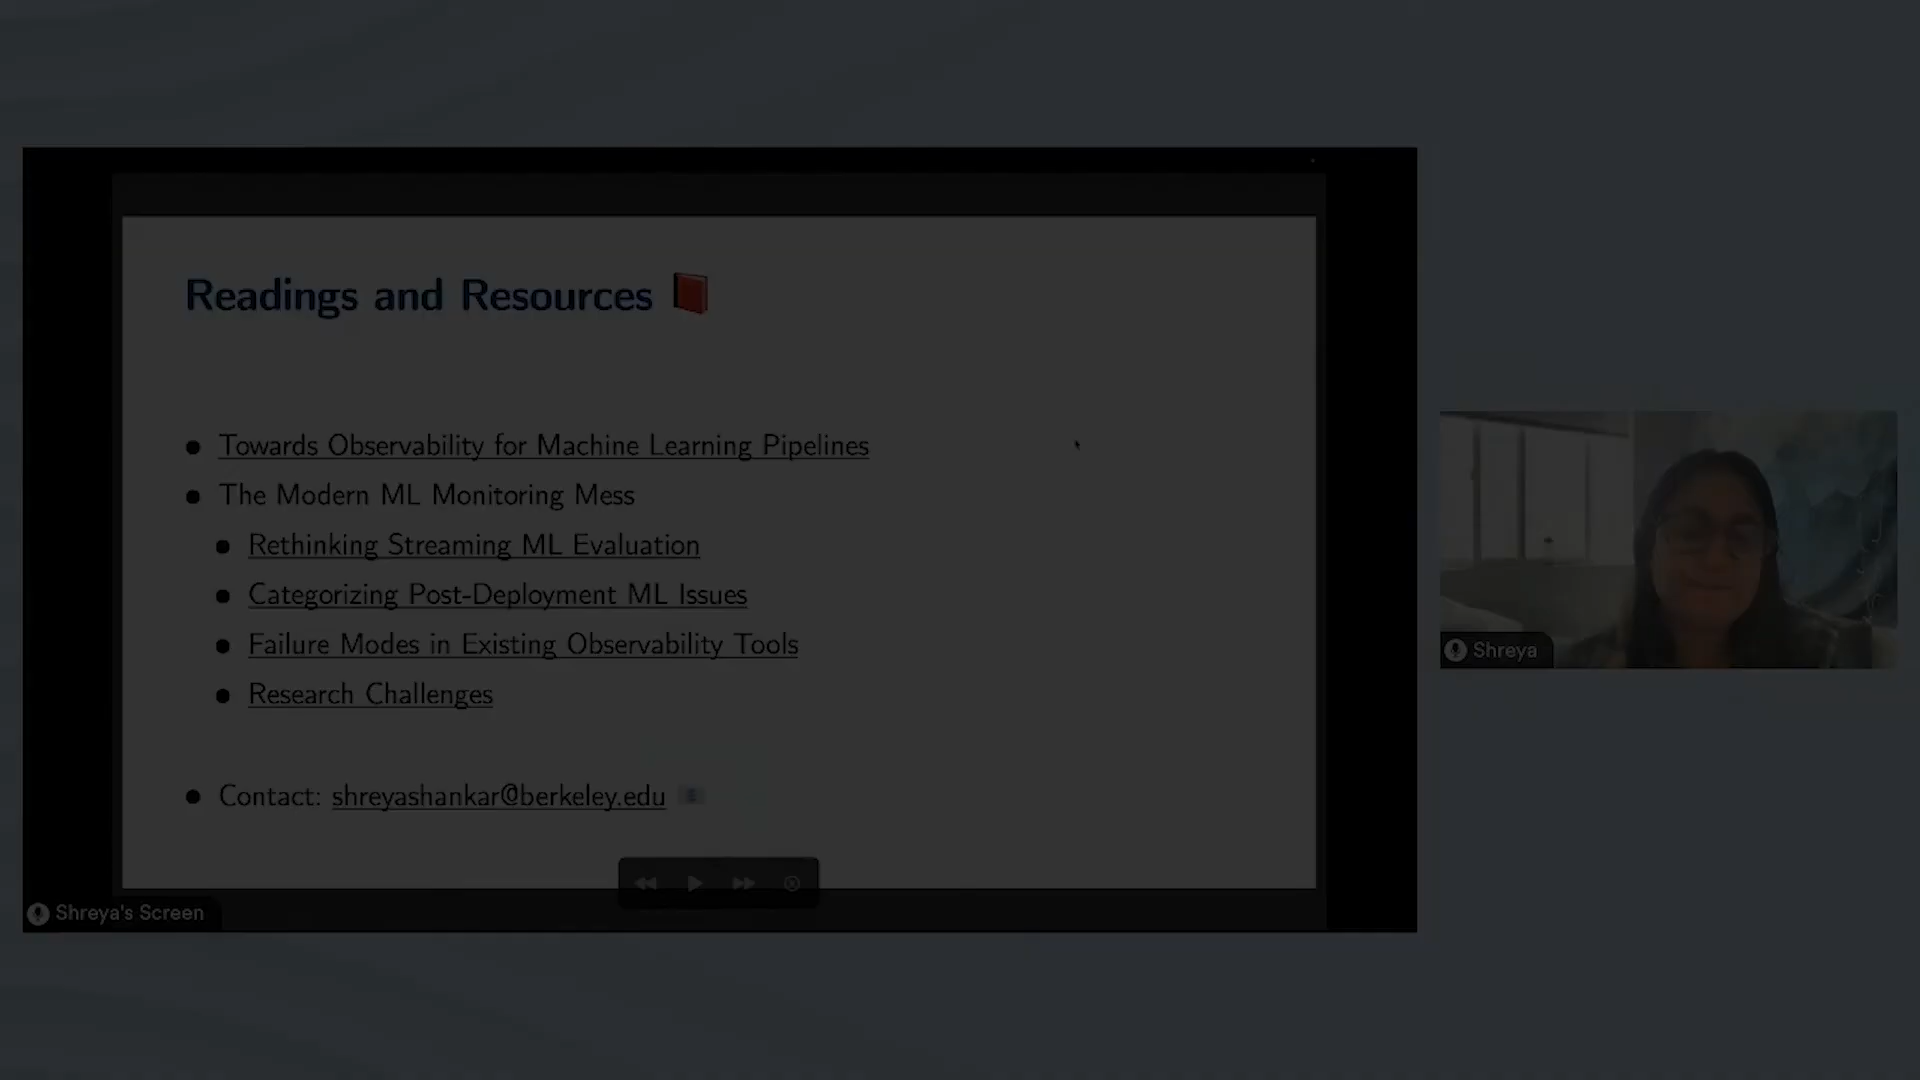 Readings and Resources
Towards Observability for Machine Learning Pipelines
The Modern ML Monitoring Mess
Rethinking Streaming ML Evaluation
Categorizing Post-Deployment ML Issues
Failure Modes in Existing Observability Tools
Research Challenges
Contact: shreyashankar@berkeley.edu
Shreya's Screen
Shreya